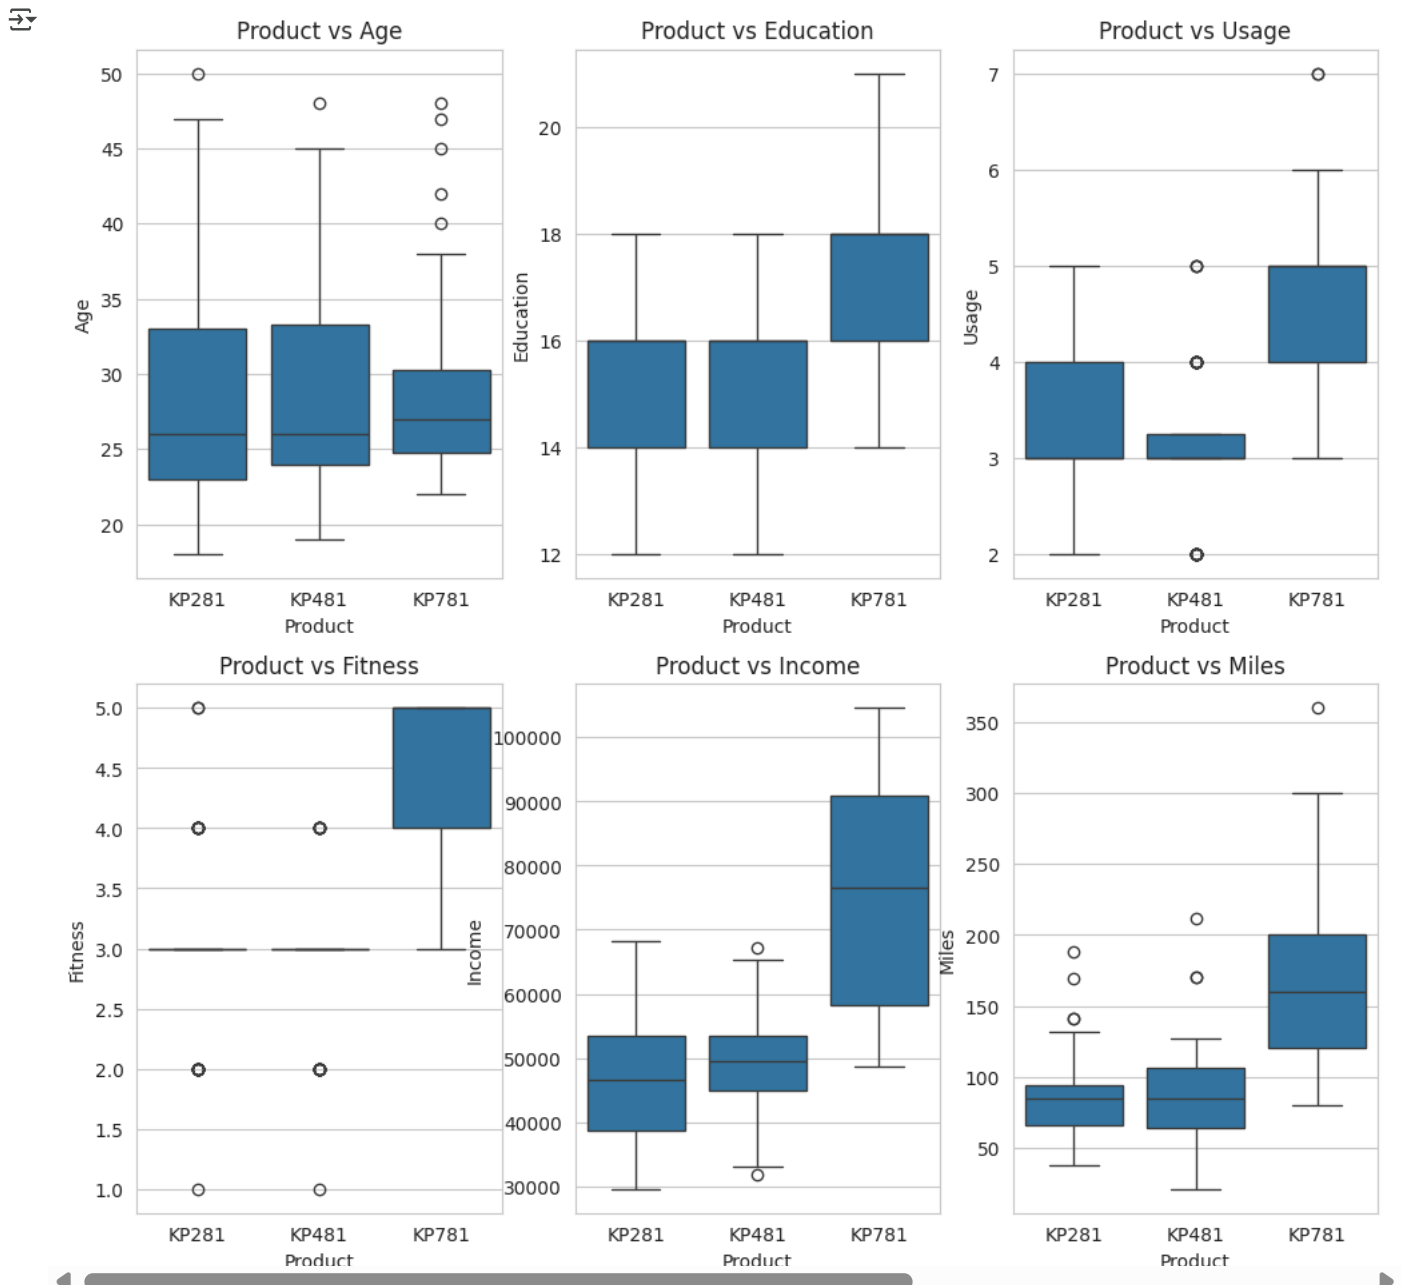 Product vs Age
Product vs Education
Product vs Usage
50
45
40
35
30
25
20
Age
KP281 KP481 KP781
Product
20
18
16
14
12
Education
KP281 KP481 KP781
Product
7
6
5
4
3
2
Usage
KP281 KP481 KP781
Product
Product vs Fitness
Product vs Income
Product vs Miles
5.0
4.5
4.0
3.5
3.0
2.5
2.0
1.5
1.0
Fitness
KP281 KP481 KP781
Product
100000
90000
80000
70000
60000
50000
40000
30000
Income
KP281 KP481 KP781
Product
350
300
250
200
150
100
50
Miles
KP281 KP481 KP781
Product